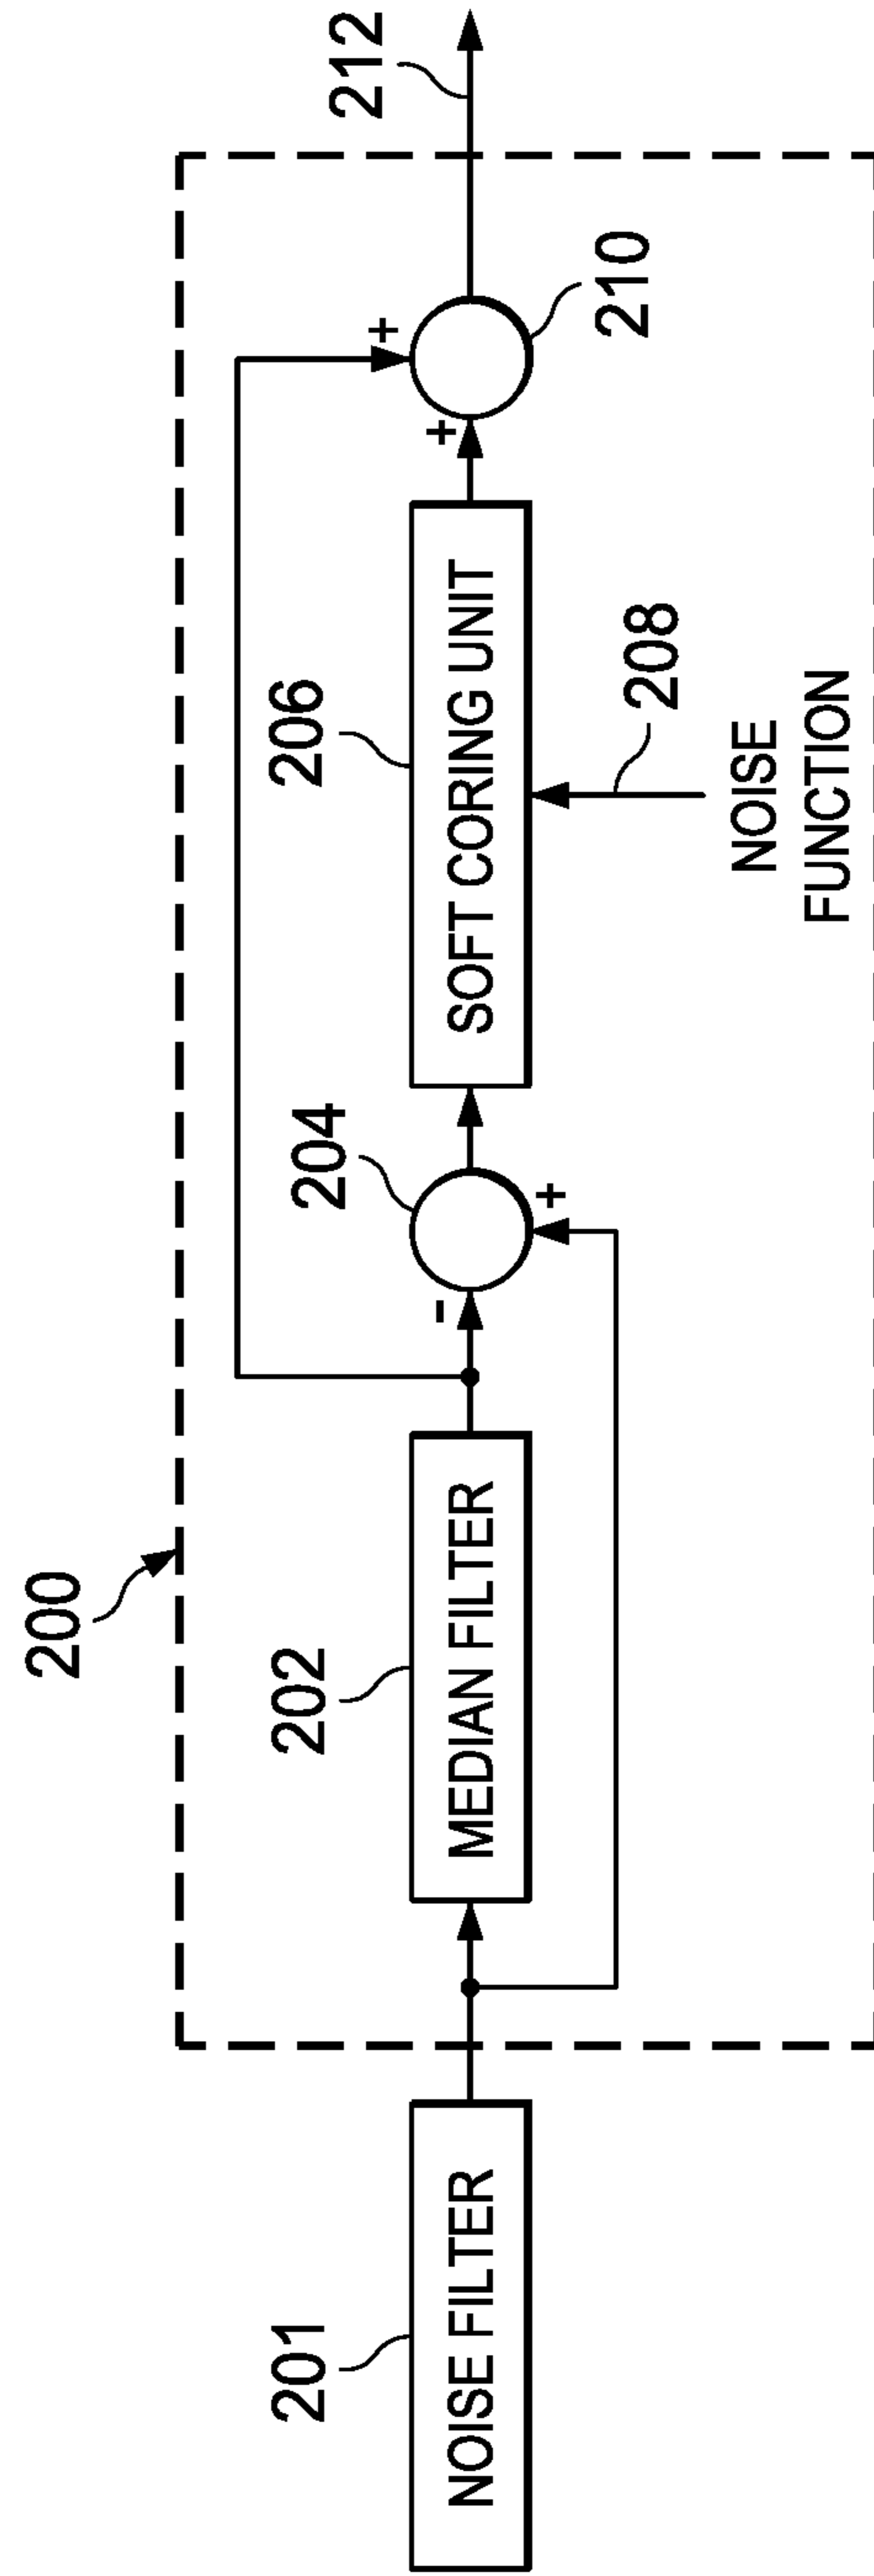 200
212
201
NOISE FILTER
202
MEDIAN FILTER
204
-
+
206
SOFT CORING UNIT
208
NOISE
FUNCTION
+
+
210